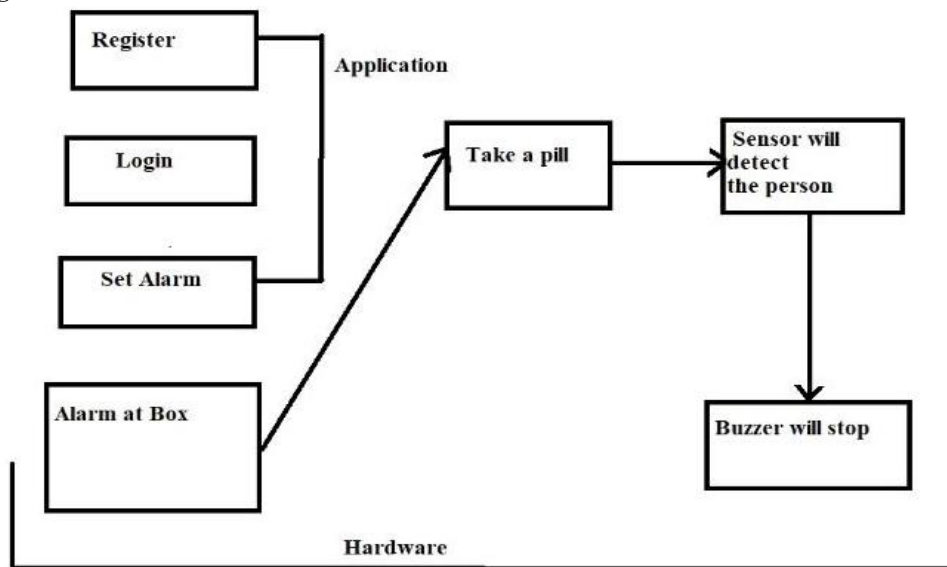 Register
Application
Login
Set Alarm
Alarm at Box
Take a pill
Sensor will
detect
the person
Buzzer will stop
Hardware